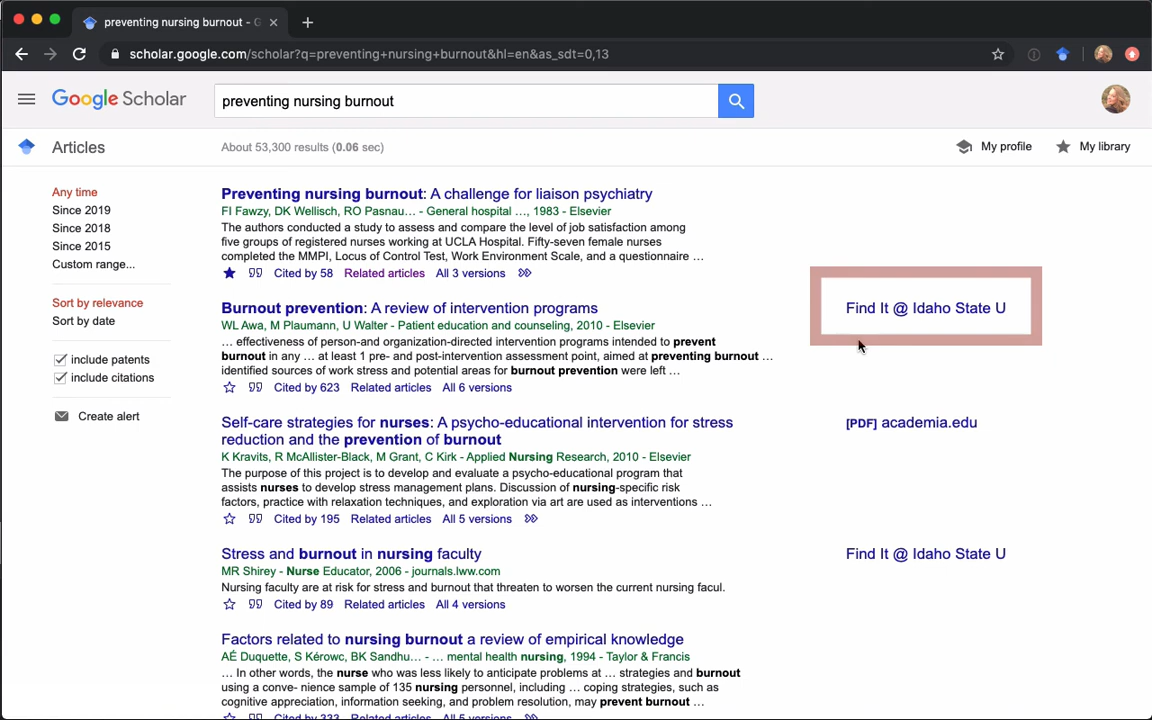 preventing nursing burnout - G
scholar.google.com/scholar?q=preventing+nursing+burnout&hl=en&as_sdt=0,13
Google Scholar
preventing nursing burnout
Articles
About 53,300 results (0.06 sec)
My profile
My library
Any time
Since 2019
Since 2018
Since 2015
Custom range...
Sort by relevance
Sort by date
include patents
include citations
Create alert
Preventing nursing burnout: A challenge for liaison psychiatry
FI Fawzy, DK Wellisch, RO Pasnau… - General hospital …, 1983 - Elsevier
The authors conducted a study to assess and compare the level of job satisfaction among
five groups of registered nurses working at UCLA Hospital. Fifty-seven female nurses
completed the MMPI, Locus of Control Test, Work Environment Scale, and a questionnaire …
Cited by 58 Related articles All 3 versions
Burnout prevention: A review of intervention programs
WL Awa, M Plaumann, U Walter - Patient education and counseling, 2010 - Elsevier
… effectiveness of person-and organization-directed intervention programs intended to prevent
burnout in any … at least 1 pre- and post-intervention assessment point, aimed at preventing burnout …
identified sources of work stress and potential areas for burnout prevention were left …
Cited by 623 Related articles All 6 versions
Find It @ Idaho State U
Self-care strategies for nurses: A psycho-educational intervention for stress
reduction and the prevention of burnout
K Kravits, R McAllister-Black, M Grant, C Kirk - Applied Nursing Research, 2010 - Elsevier
The purpose of this project is to develop and evaluate a psycho-educational program that
assists nurses to develop stress management plans. Discussion of nursing-specific risk
factors, practice with relaxation techniques, and exploration via art are used as interventions …
Cited by 195 Related articles All 5 versions
[PDF] academia.edu
Stress and burnout in nursing faculty
MR Shirey - Nurse Educator, 2006 - journals.lww.com
Nursing faculty are at risk for stress and burnout that threaten to worsen the current nursing facul.
Cited by 89 Related articles All 4 versions
Find It @ Idaho State U
Factors related to nursing burnout a review of empirical knowledge
AÉ Duquette, S Kérowc, BK Sandhu… - … mental health nursing, 1994 - Taylor & Francis
… In other words, the nurse who was less likely to anticipate problems at … strategies and burnout
using a conve- nience sample of 135 nursing personnel, including … coping strategies, such as
cognitive appreciation, information seeking, and problem resolution, may prevent burnout …
Cited by 333 Related articles All 5 versions